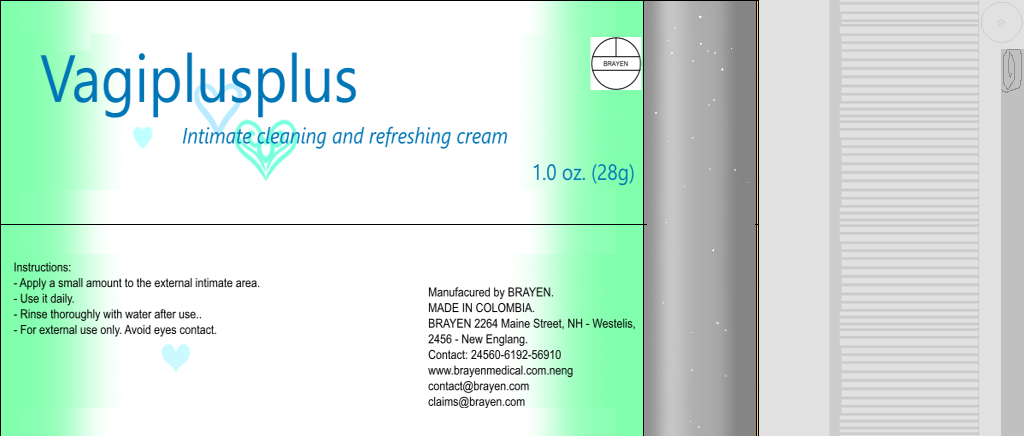 Vagiplusplus
BRAYEN
Intimate cleaning and refreshing cream
1.0 oz. (28g)
Instructions:
- Apply a small amount to the external intimate area.
- Use it daily.
- Rinse thoroughly with water after use..
- For external use only. Avoid eyes contact.
Manufacured by BRAYEN.
MADE IN COLOMBIA.
BRAYEN 2264 Maine Street, NH - Westelis,
2456 - New Englang.
Contact: 24560-6192-56910
www.brayenmedical.com.neng
contact@brayen.com
claims@brayen.com